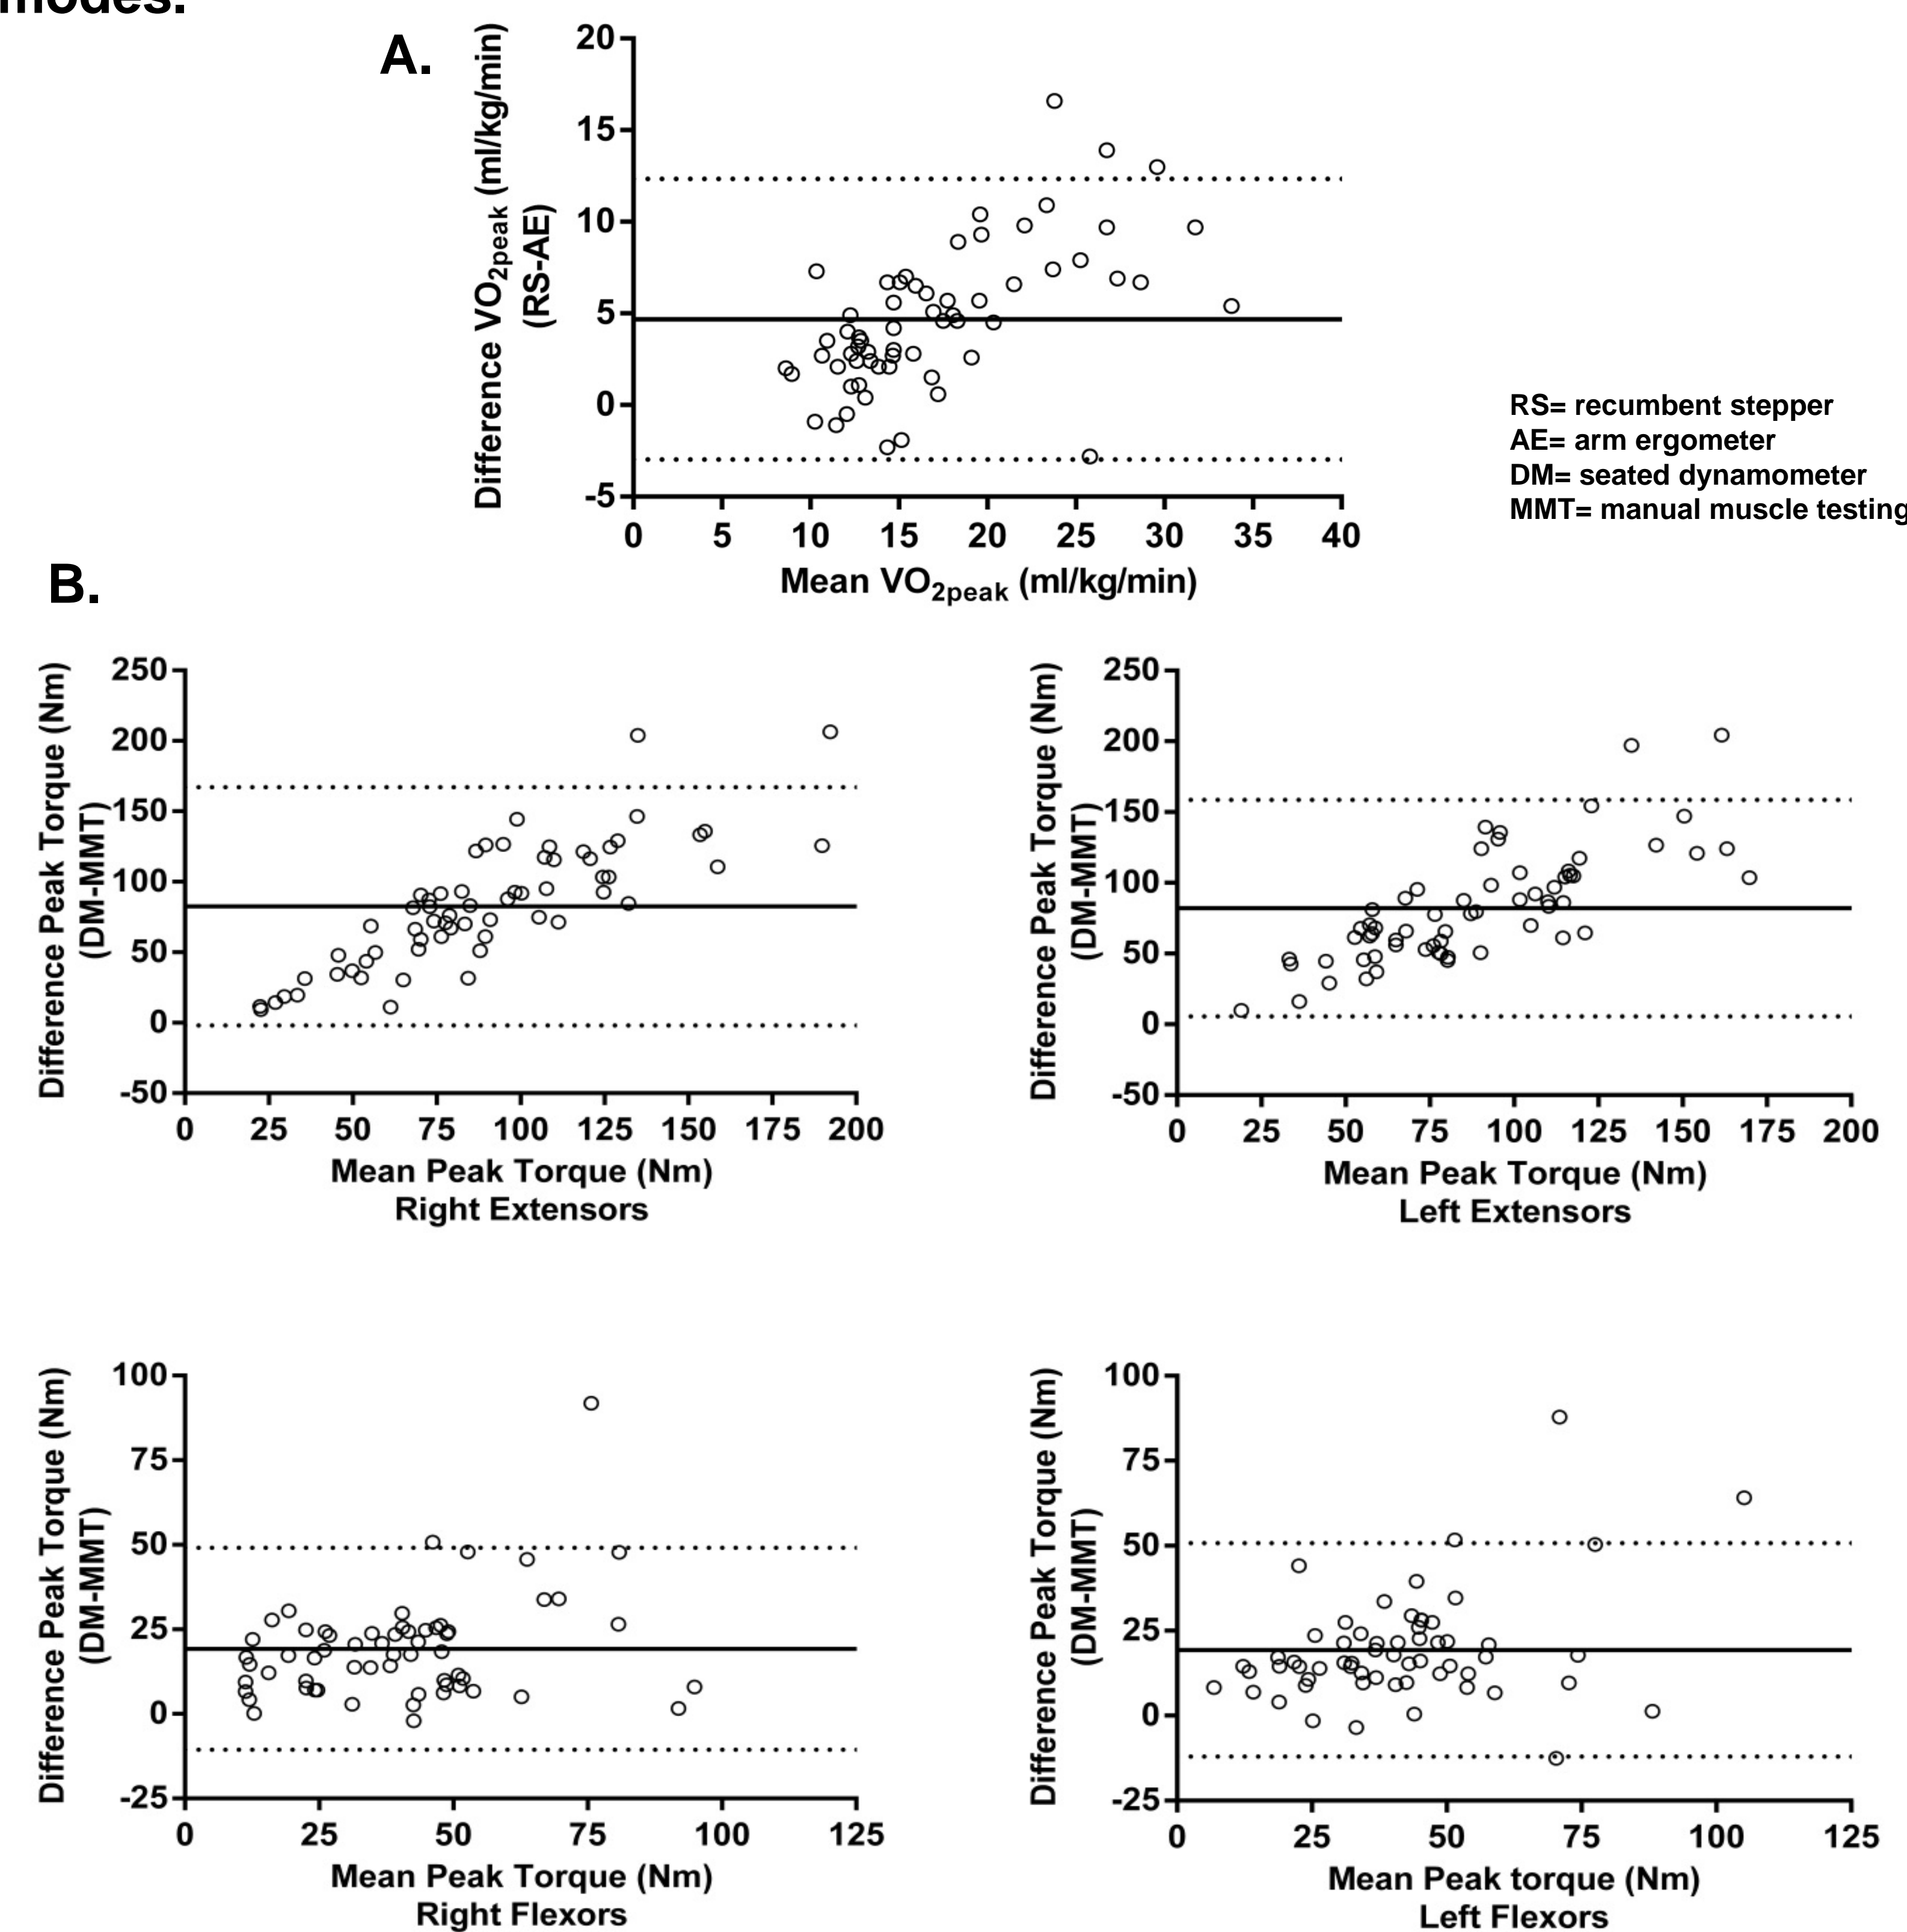 modes.
A.
20
15
10
5
0
-5
Difference VO2peak (ml/kg/min)
(RS-AE)
0 5 10 15 20 25 30 35 40
Mean VO2peak (ml/kg/min)
RS= recumbent stepper
AE= arm ergometer
DM= seated dynamometer
MMT= manual muscle testing
B.
250
200
150
100
50
0
-50
Difference Peak Torque (Nm)
(DM-MMT)
0 25 50 75 100 125 150 175 200
Mean Peak Torque (Nm)
Right Extensors
250
200
150
100
50
0
-50
Difference Peak Torque (Nm)
(DM-MMT)
0 25 50 75 100 125 150 175 200
Mean Peak Torque (Nm)
Left Extensors
100
75
50
25
0
-25
Difference Peak Torque (Nm)
(DM-MMT)
0 25 50 75 100 125
Mean Peak Torque (Nm)
Right Flexors
100
75
50
25
0
-25
Difference Peak Torque (Nm)
(DM-MMT)
0 25 50 75 100 125
Mean Peak torque (Nm)
Left Flexors